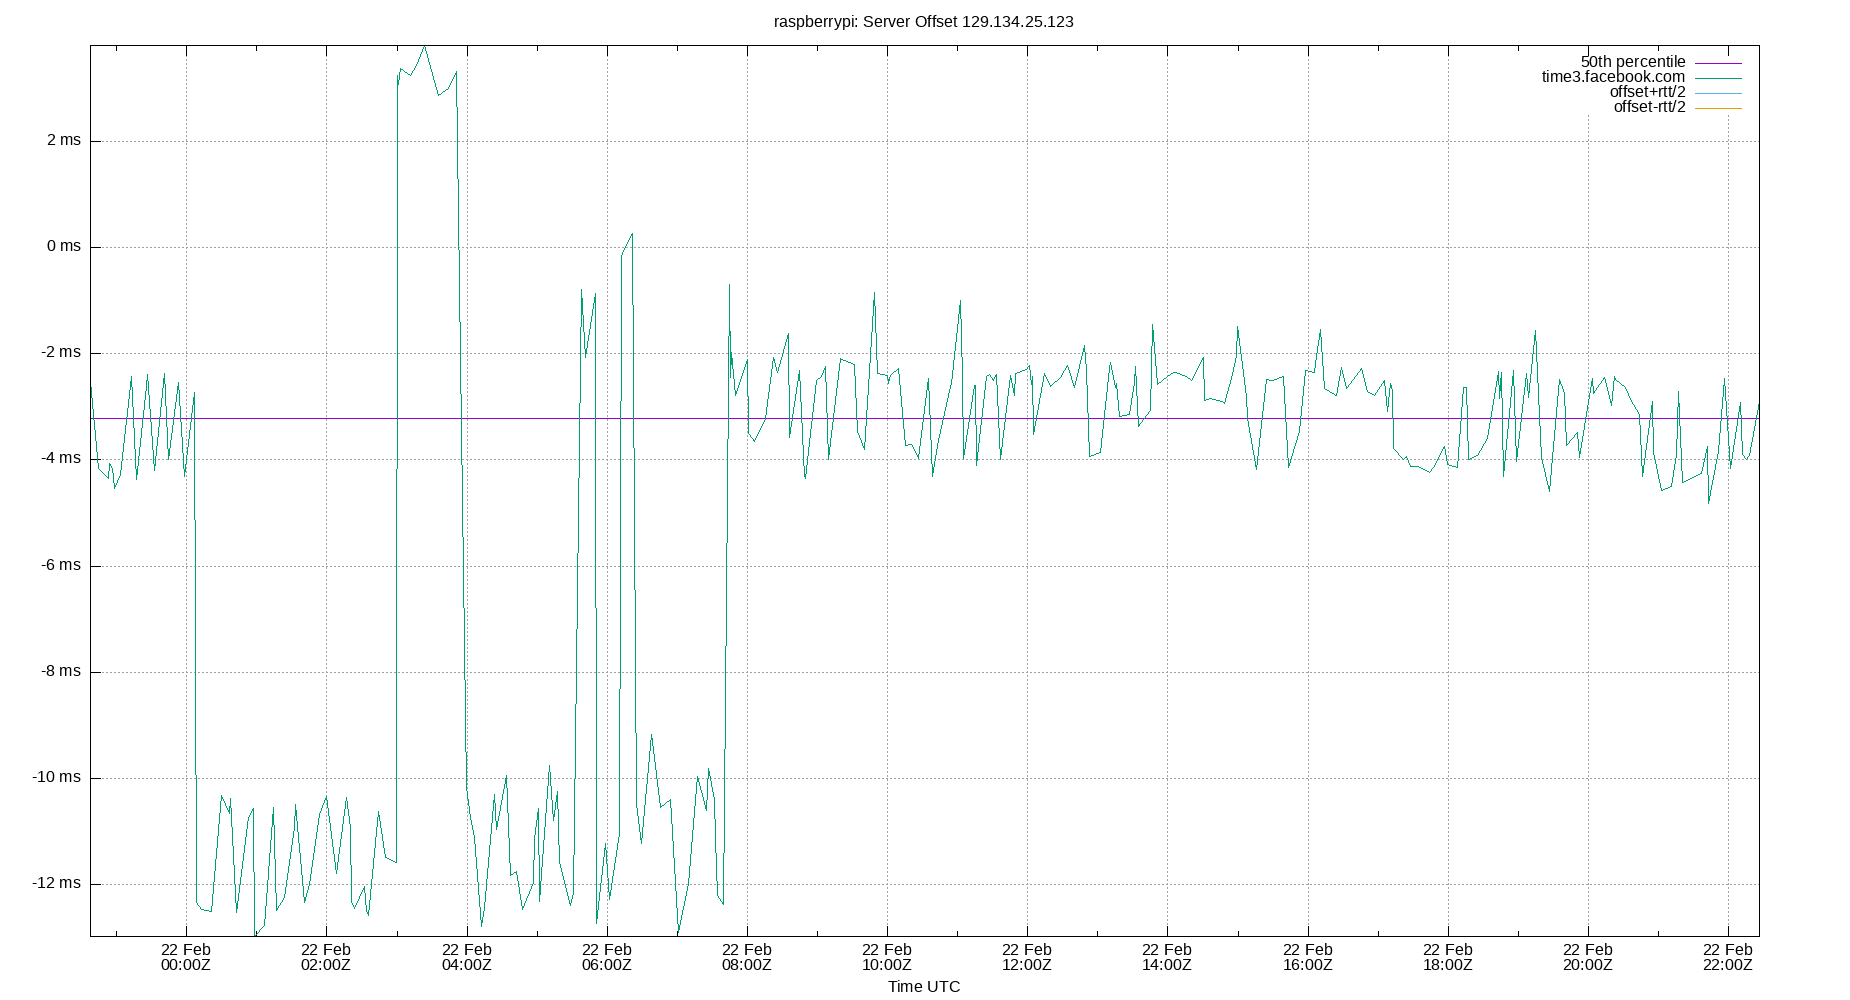 raspberrypi: Server Offset 129.134.25.123
50th percentile
time3.facebook.com
offset+rtt/2
offset-rtt/2
2 ms
0 ms
-2 ms
-4 ms
-6 ms
-8 ms
-10 ms
-12 ms
22 Feb 22 Feb 22 Feb 22 Feb 22 Feb 22 Feb 22 Feb 22 Feb 22 Feb 22 Feb 22 Feb 22 Feb
00:00Z 02:00Z 04:00Z 06:00Z 08:00Z 10:00Z 12:00Z 14:00Z 16:00Z 18:00Z 20:00Z 22:00Z
Time UTC